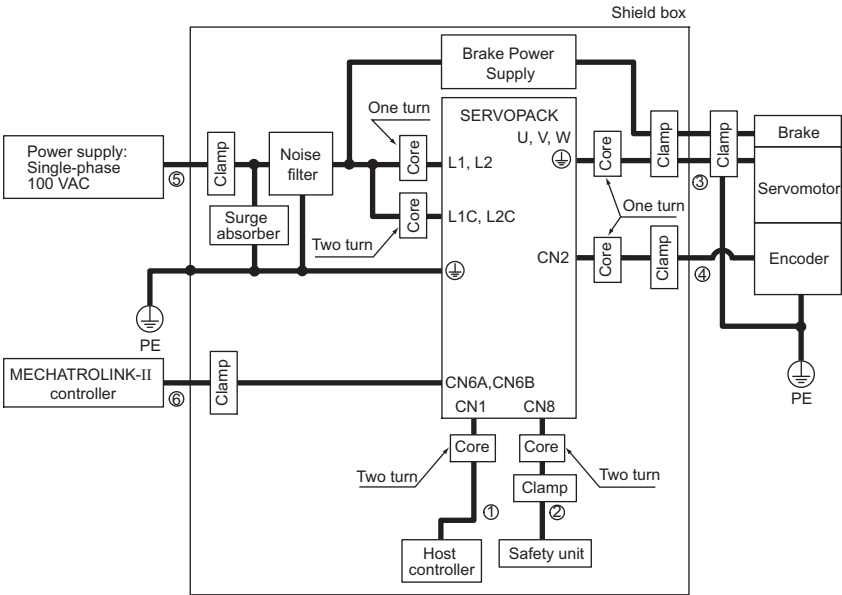 Shield box
Brake Power
Supply
SERVOPACK
U, V, W
One turn
Core
L1, L2
Power supply:
Single-phase
100 VAC
⑤
Clamp
Noise
filter
Surge
absorber
Two turn
Core
L1C, L2C
Core
Clamp
Clamp
③
Brake
Servomotor
One turn
CN2
Core
Clamp
④
Encoder
PE
PE
MECHATROLINK-II
controller
⑥
Clamp
CN6A,CN6B
CN1
CN8
Core
Core
Two turn
Two turn
Clamp
①
②
Host
controller
Safety unit